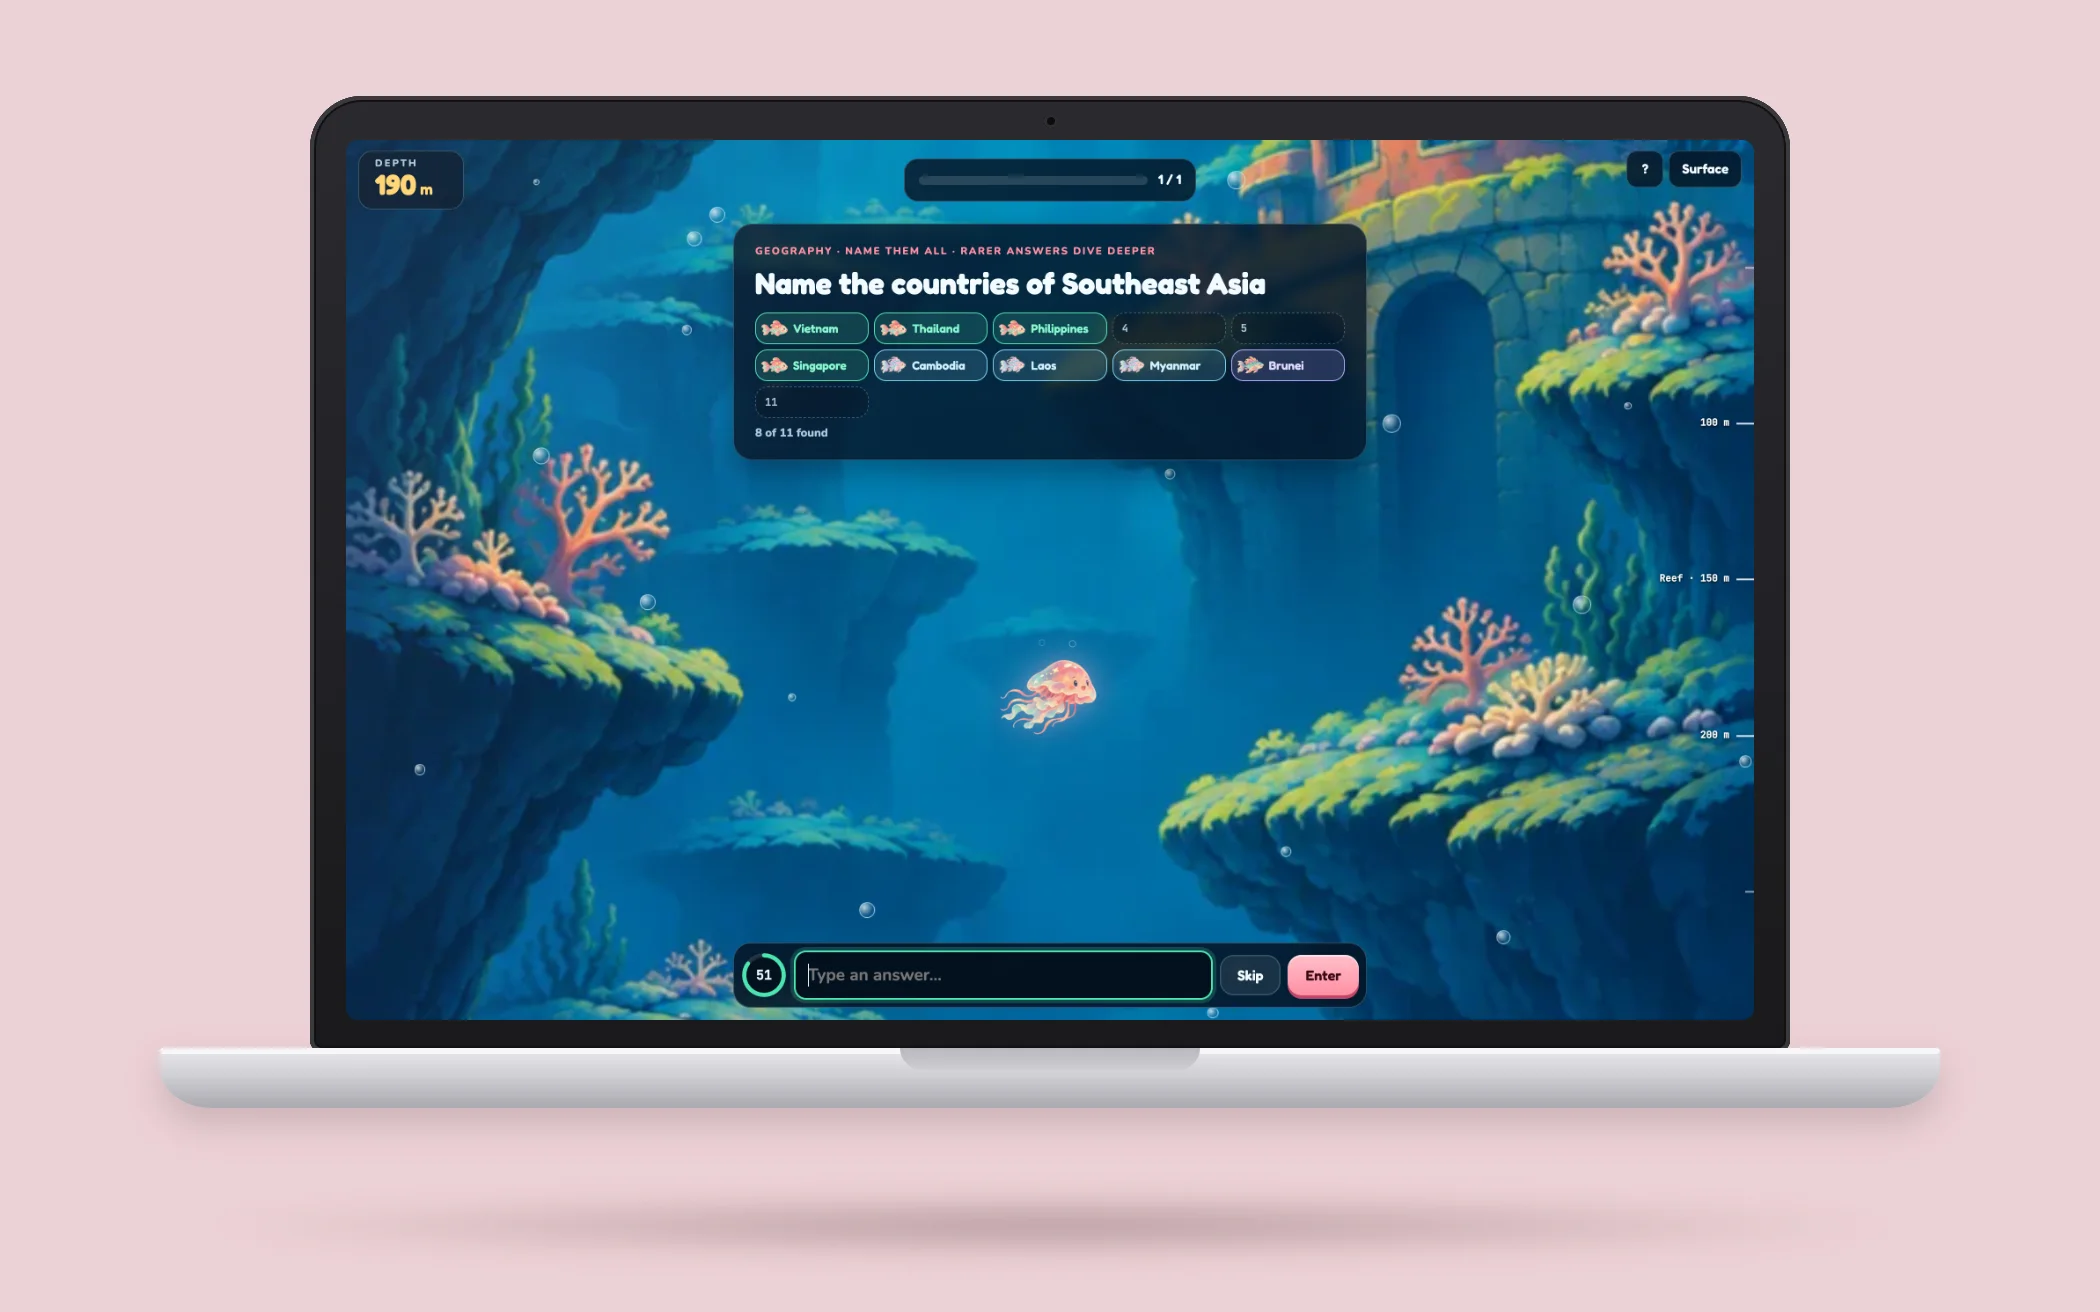 DEPTH
190 m
1/1
?
Surface
GEOGRAPHY · NAME THEM ALL · RARER ANSWERS DIVE DEEPER
Name the countries of Southeast Asia
Vietnam Thailand Philippines 4 5
Singapore Cambodia Laos Myanmar Brunei
11
8 of 11 found
100 m
Reef · 150 m
200 m
51 Type an answer... Skip Enter